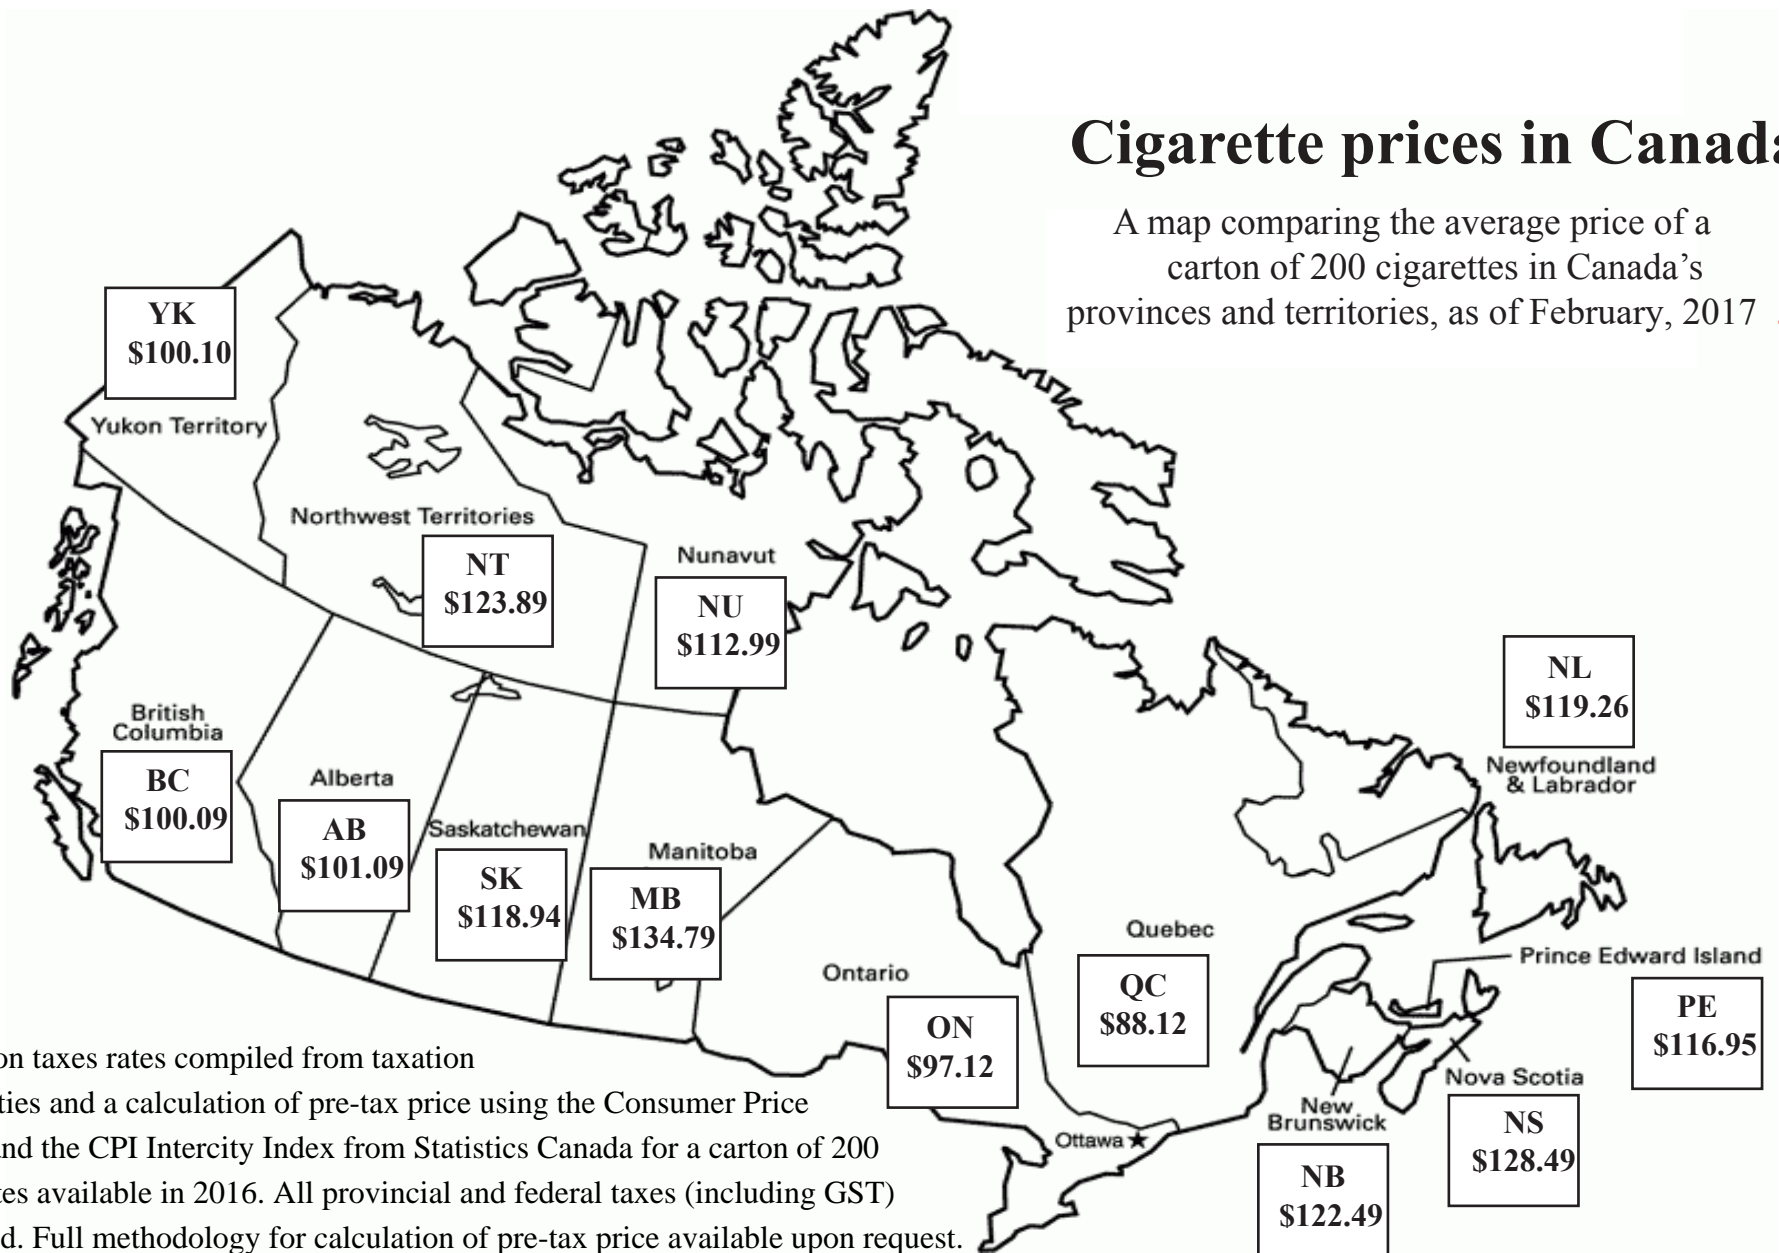 Cigarette prices in Canada
A map comparing the average price of a
carton of 200 cigarettes in Canada’s
provinces and territories, as of February, 2017
YK
$100.10
Yukon Territory
Northwest Territories
NT
$123.89
Nunavut
NU
$112.99
NL
$119.26
Newfoundland
& Labrador
British
Columbia
BC
$100.09
Alberta
AB
$101.09
Saskatchewan
SK
$118.94
Manitoba
MB
$134.79
Ontario
ON
$97.12
Quebec
QC
$88.12
Prince Edward Island
PE
$116.95
Nova Scotia
NS
$128.49
New
Brunswick
NB
$122.49
Ottawa
on taxes rates compiled from taxation
ties and a calculation of pre-tax price using the Consumer Price
and the CPI Intercity Index from Statistics Canada for a carton of 200
tes available in 2016. All provincial and federal taxes (including GST)
d. Full methodology for calculation of pre-tax price available upon request.